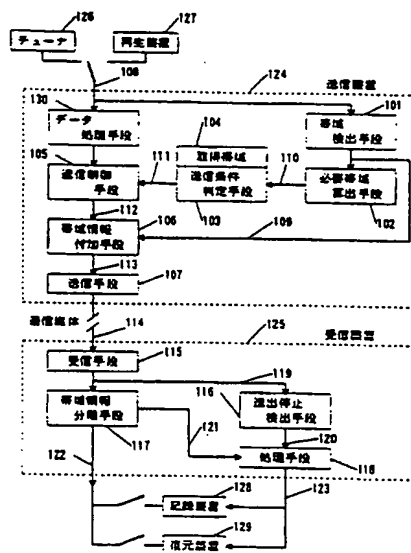 126
127
チューナ
再生装置
108
124
送信装置
130
101
データ
処理手段
帯域
検出手段
104
105
111
取得帯域
110
送信制御
手段
送信条件
判定手段
必要帯域
算出手段
112
106
103
109
102
帯域情報
付加手段
113
107
送信手段
通信媒体
114
125
受信装置
115
受信手段
119
116
帯域情報
分離手段
送出停止
検出手段
121
120
117
処理手段
118
122
123
128
記録装置
129
復元装置